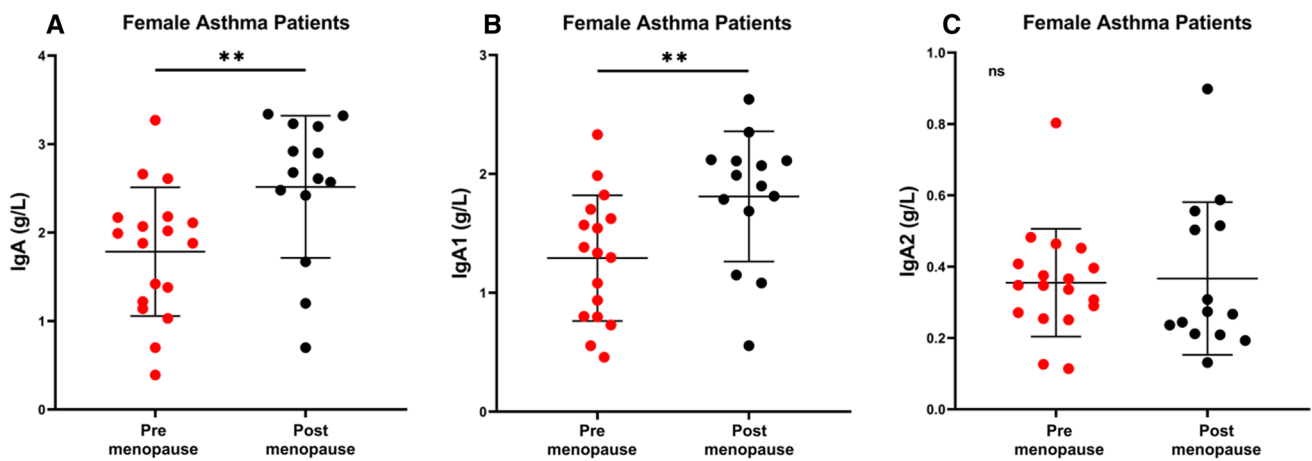 A Female Asthma Patients
**
4
3
2
1
0
IgA (g/L)
Pre
menopause
Post
menopause
B Female Asthma Patients
**
3
2
1
0
IgA1 (g/L)
Pre
menopause
Post
menopause
C Female Asthma Patients
ns
1.0
0.8
0.6
0.4
0.2
0.0
IgA2 (g/L)
Pre
menopause
Post
menopause